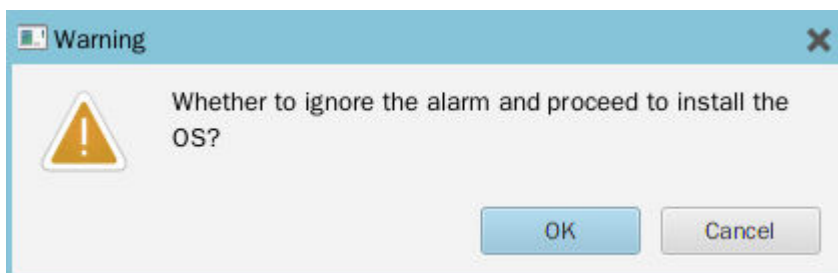 Warning
Whether to ignore the alarm and proceed to install the
OS?
OK
Cancel